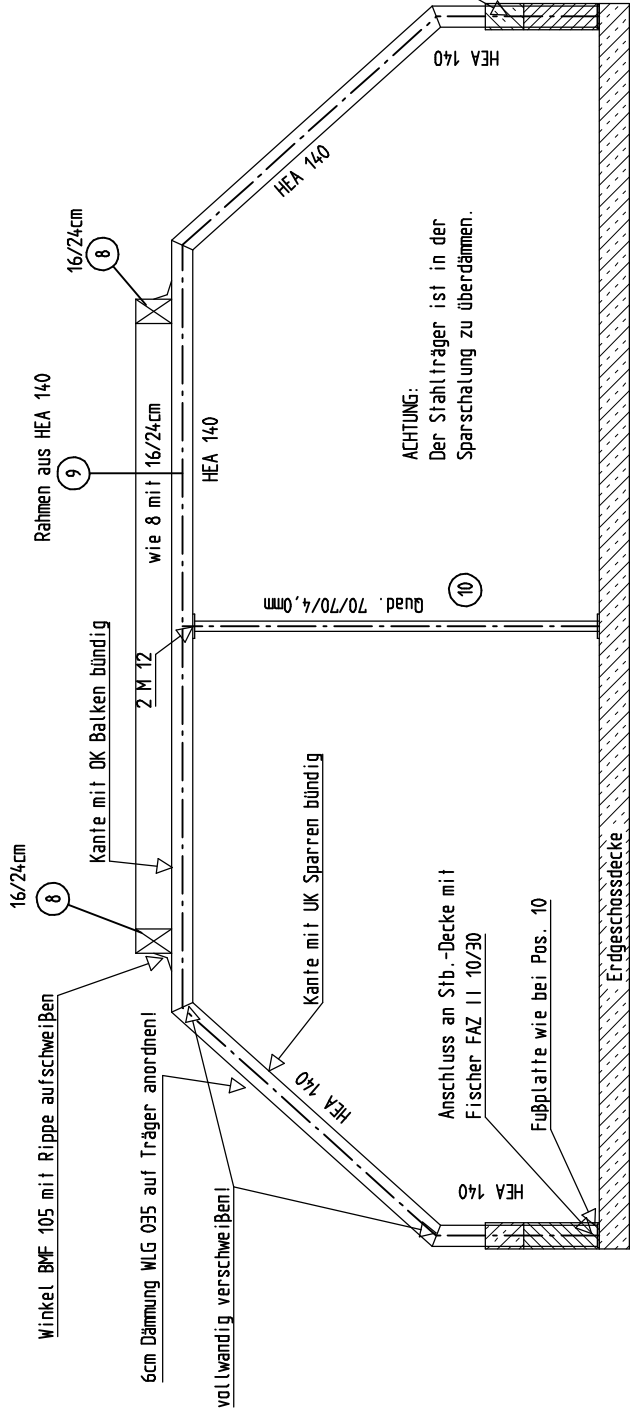 Winkel BMF 105 mit Rippe aufschweißen
16/24cm
8
6cm Dämmung WLG 035 auf Träger anordnen!
Kante mit OK Balken bündig
Rahmen aus HEA 140
9
16/24cm
8
2 M 12
wie 8 mit 16/24cm
HEA 140
vollwandig verschweißen!
HEA 140
Kante mit UK Sparren bündig
Quad. 70/70/4,0mm
10
HEA 140
ACHTUNG:
Der Stahlträger ist in der
Sparschalung zu überdämmen.
HEA 140
Anschluss an Stb.-Decke mit
Fischer FAZ II 10/30
HEA 140
Fußplatte wie bei Pos. 10
Erdgeschossdecke